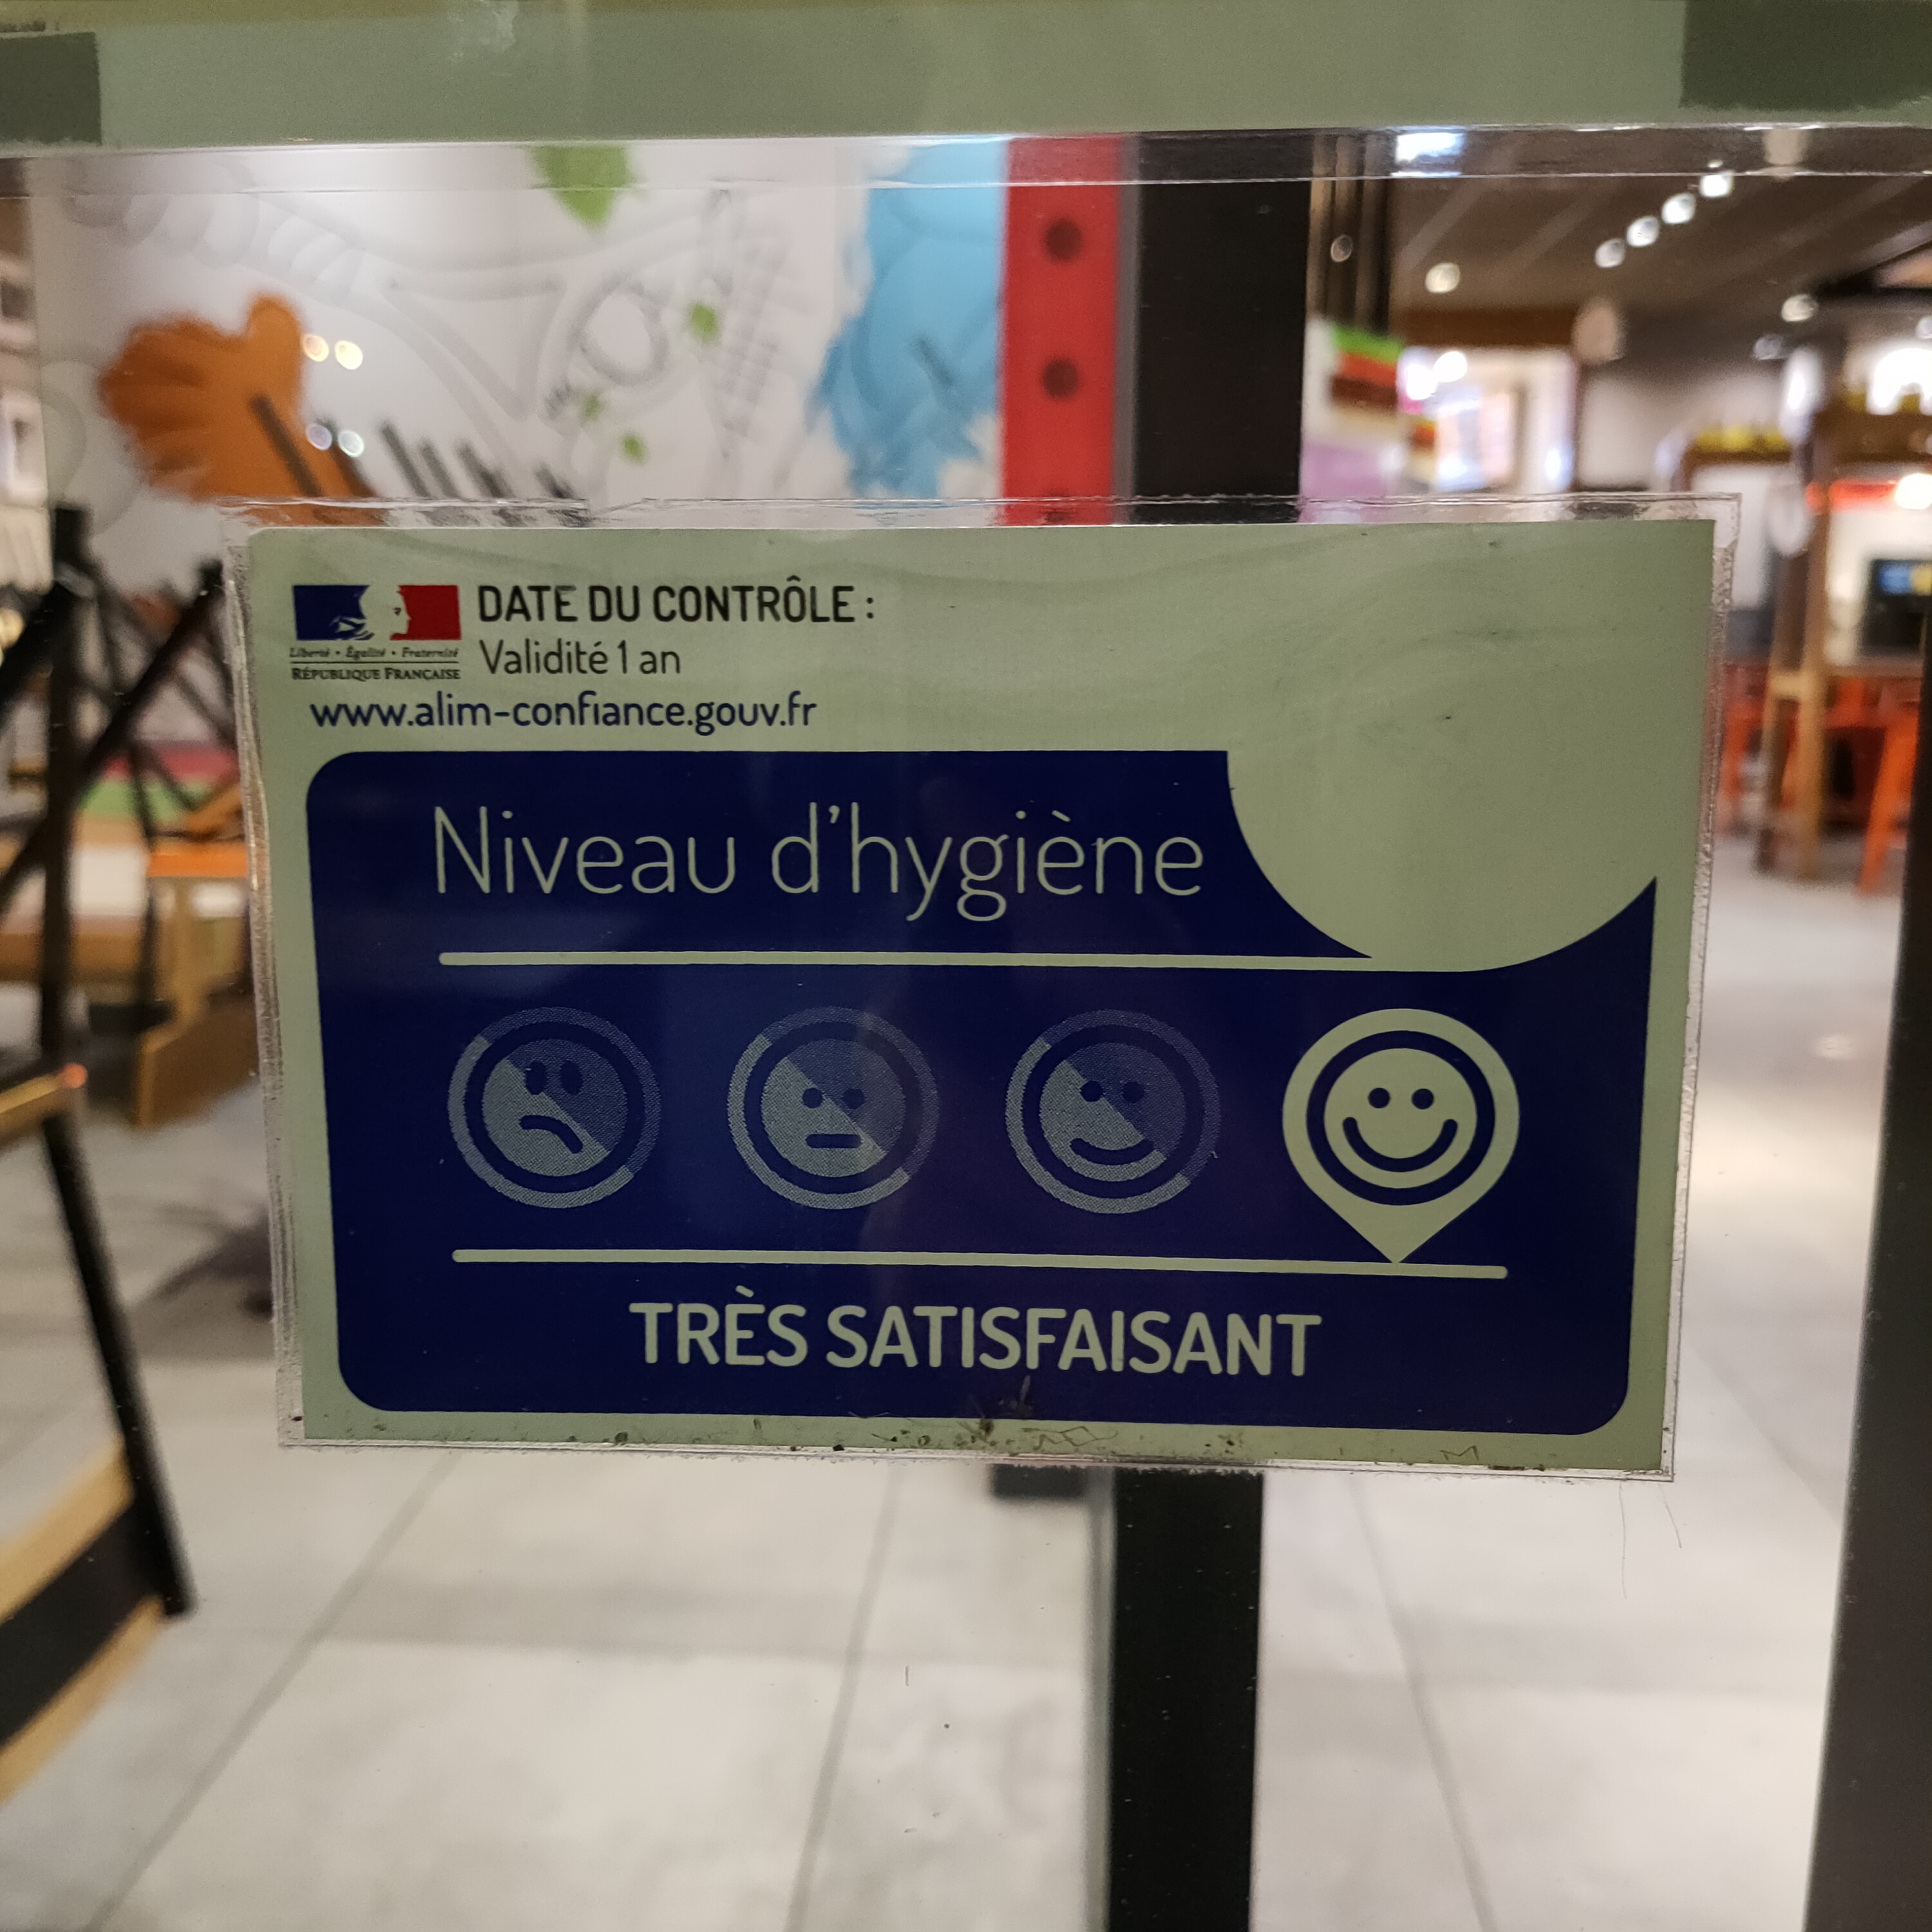 DATE DU CONTRÔLE :
Validité 1 an
Liberté • Égalité • Fraternité
RÉPUBLIQUE FRANÇAISE
www.alim-confiance.gouv.fr
Niveau d'hygiène
TRÈS SATISFAISANT